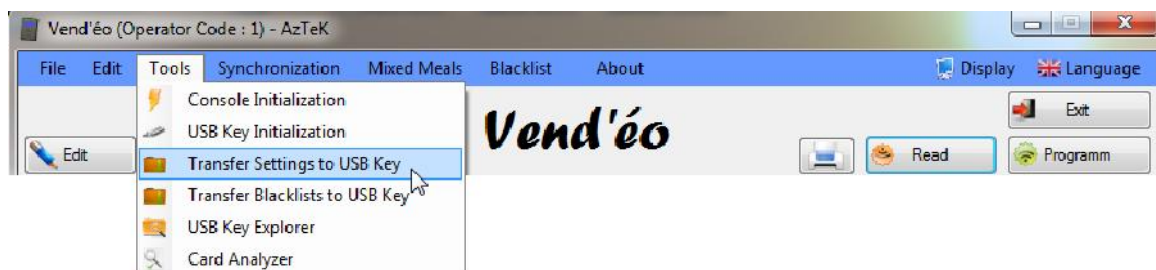 Vend'éo (Operator Code : 1) - AzTeK
File Edit Tools Synchronization Mixed Meals Blacklist About Display Language
Console Initialization
USB Key Initialization
Transfer Settings to USB Key
Transfer Blacklists to USB Key
USB Key Explorer
Card Analyzer
Edit
Vend'éo
Read
Exit
Programm